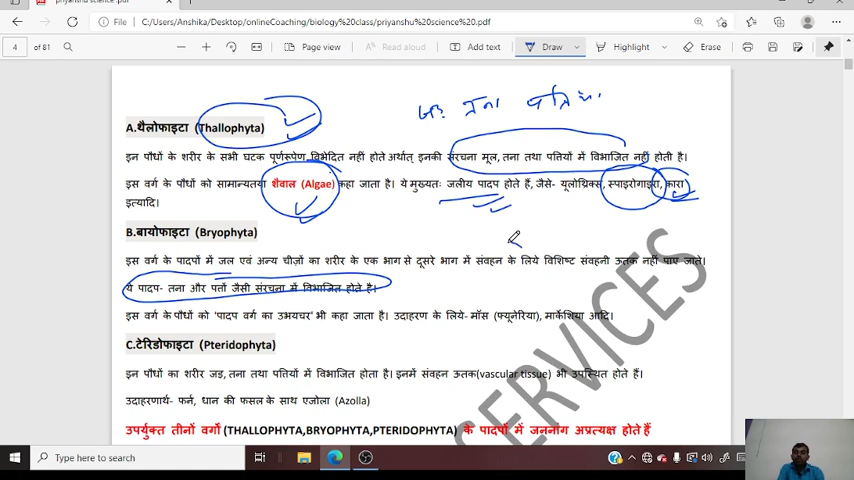 priyanshu science .pdf
File
C:/Users/Anshika/Desktop/onlineCoaching/biology%20class/priyanshu%20science%20.pdf
4 of 81
Page view
Read aloud
Add text
Draw
Highlight
Erase
जड़ तना पत्तियां
A.थैलोफाइटा (Thallophyta)
इन पौधों के शरीर के सभी घटक पूर्णरूपेण विभेदित नहीं होते अर्थात् इनकी संरचना मूल, तना तथा पत्तियों में विभाजित नहीं होती है।
इस वर्ग के पौधों को सामान्यतया शैवाल (Algae) कहा जाता है। ये मुख्यतः जलीय पादप होते हैं, जैसे- यूलोथ्रिक्स, स्पाइरोगाइरा, कारा
इत्यादि।
B.बायोफाइटा (Bryophyta)
इस वर्ग के पादपों में जल एवं अन्य चीज़ों का शरीर के एक भाग से दूसरे भाग में संवहन के लिये विशिष्ट संवहनी ऊतक नहीं पाए जाते।
ये पादप- तना और पत्तों जैसी संरचना में विभाजित होते है।
इस वर्ग के पौधों को 'पादप वर्ग का उभयचर' भी कहा जाता है। उदाहरण के लिये- मॉस (फ्यूनेरिया), मार्केशिया आदि।
C.टेरिडोफाइटा (Pteridophyta)
इन पौधों का शरीर जड़, तना तथा पत्तियों में विभाजित होता है। इनमें संवहन ऊतक(vascular tissue) भी उपस्थित होते हैं।
उदाहरणार्थ- फर्न, धान की फसल के साथ एजोला (Azolla)
उपर्युक्त तीनों वर्गों (THALLOPHYTA,BRYOPHYTA,PTERIDOPHYTA) के पादपों में जननांग अप्रत्यक्ष होते हैं
SERVICES
Type here to search